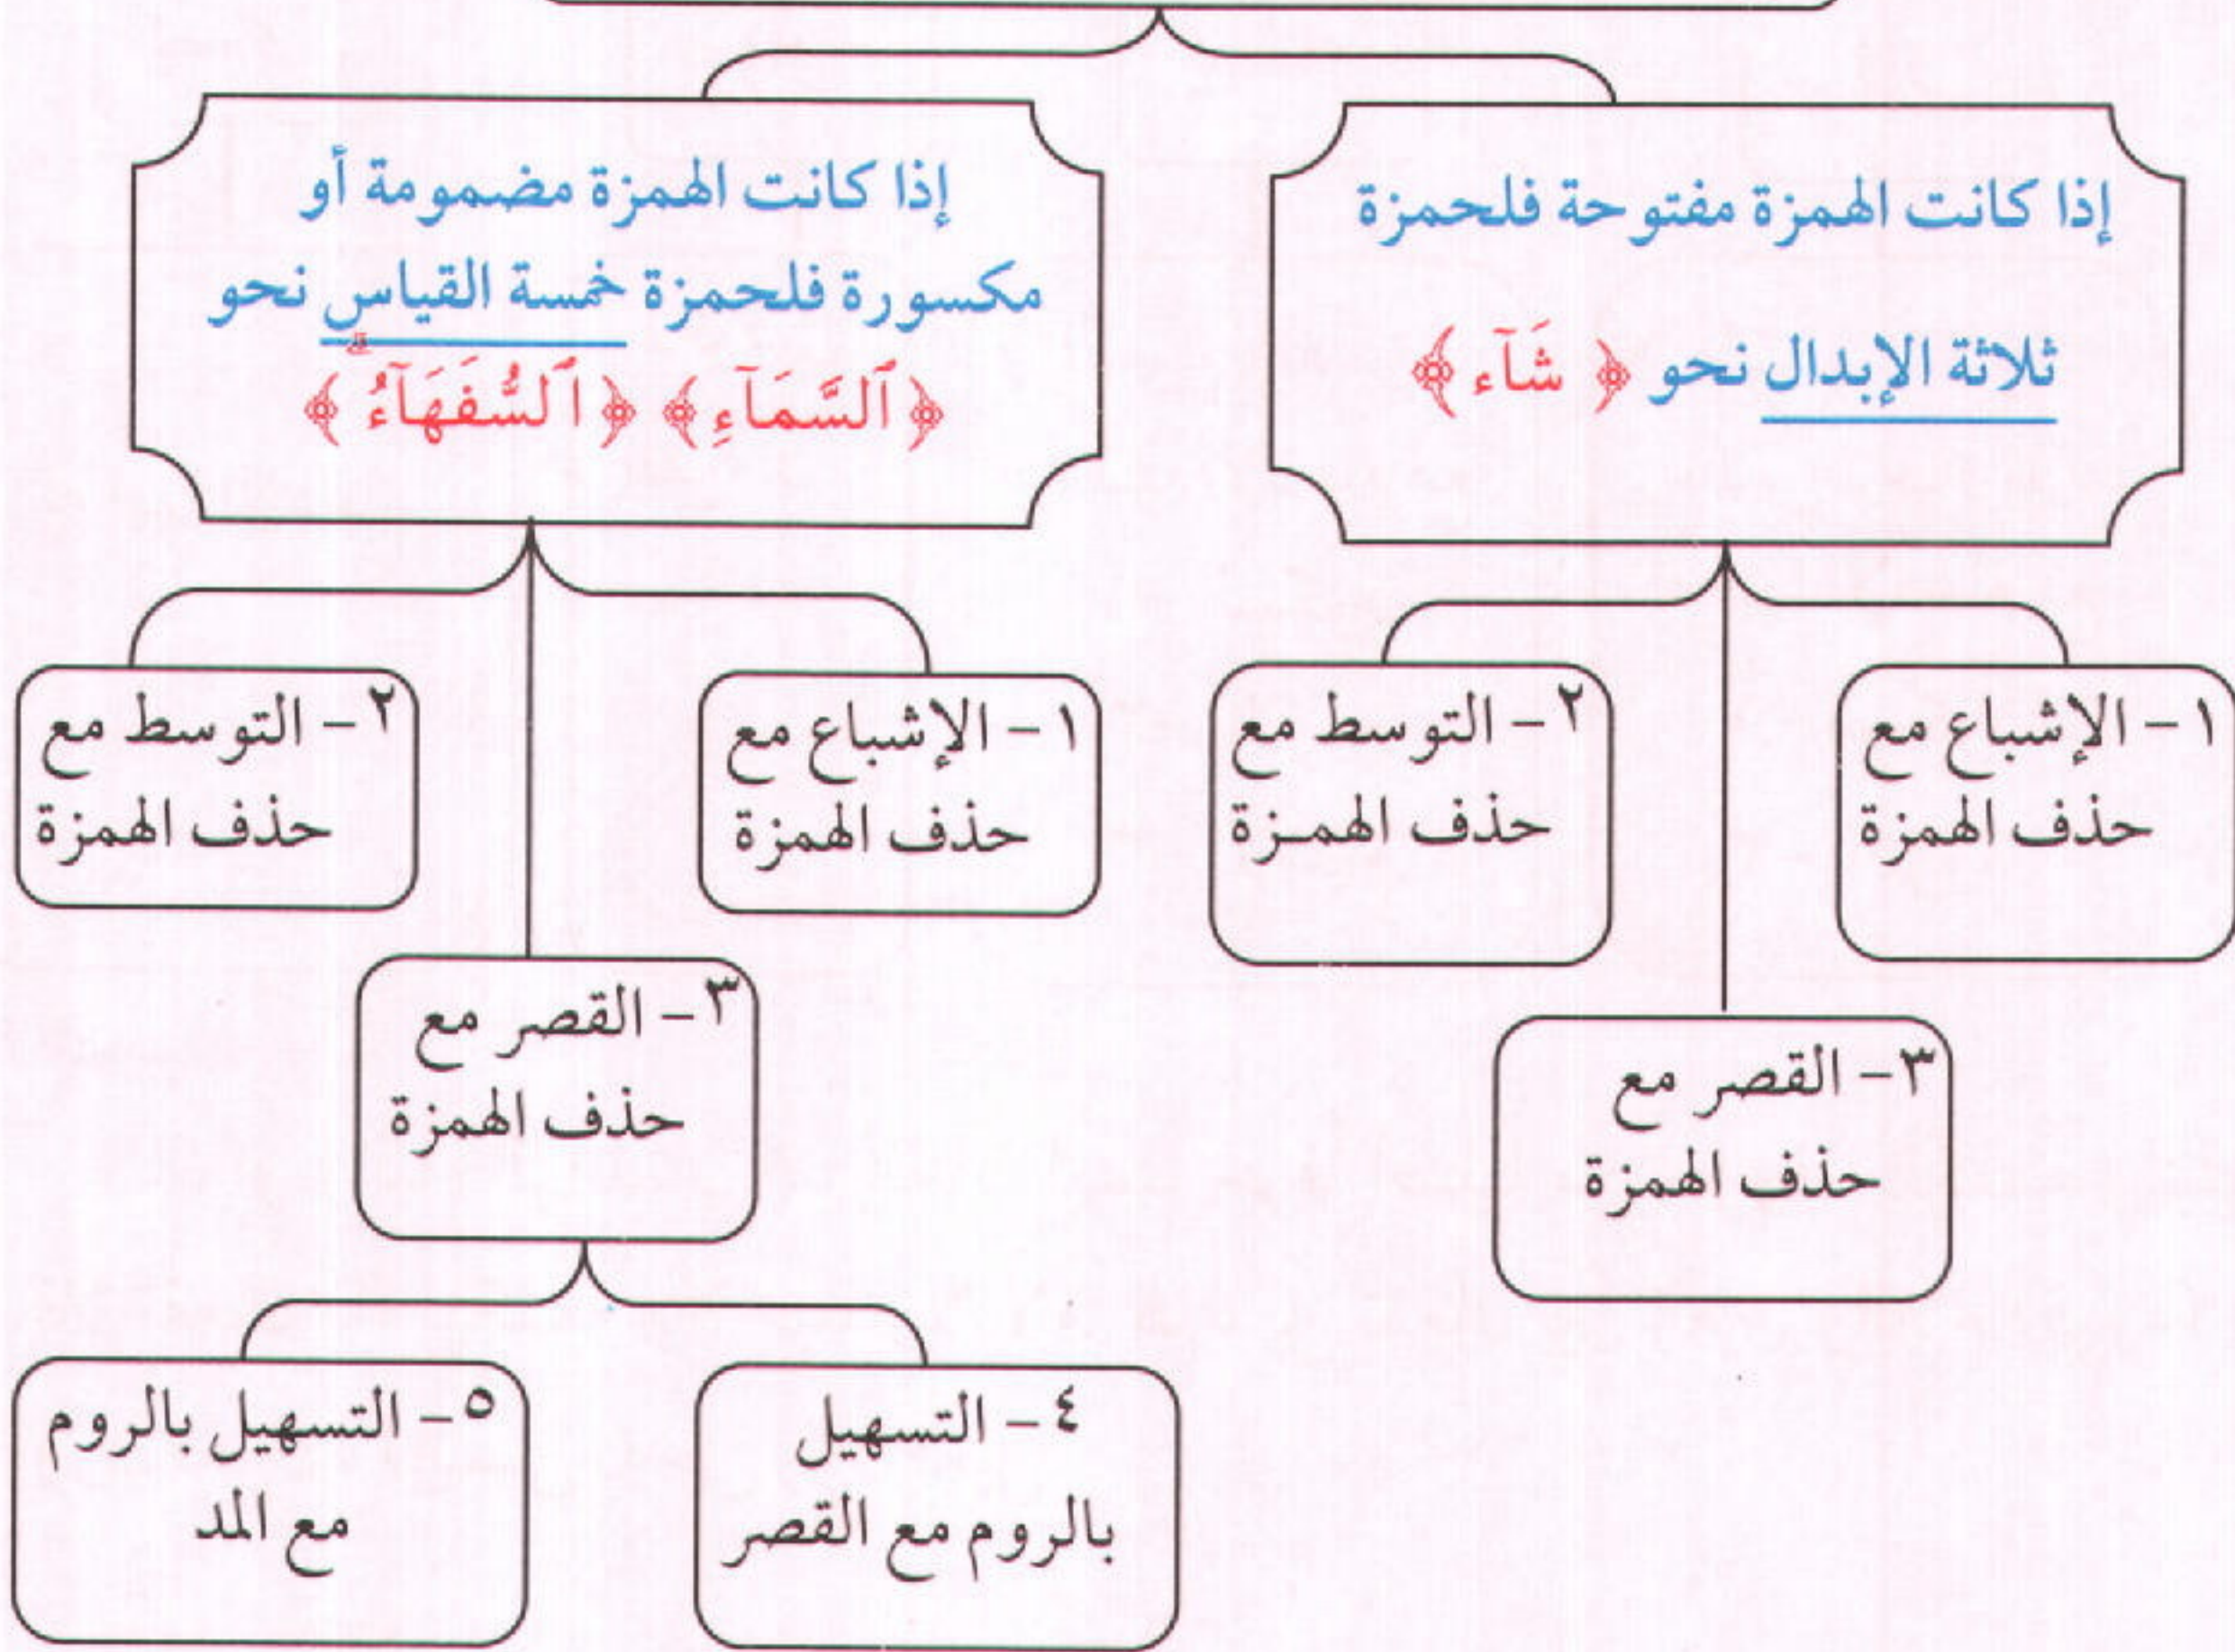 إذا كانت الهمزة مفتوحة فلحمزة
ثلاثة الإبدال نحو ﴿ شَآء ﴾
إذا كانت الهمزة مضمومة أو
مكسورة فلحمزة خمسة القياس نحو
﴿ ٱلسَّمَآءِ ﴾ ﴿ ٱلسُّفَهَآءُ ۗ ﴾
١ - الإشباع مع
حذف الهمزة
٢ - التوسط مع
حذف الهمـزة
٣ - القصر مع
حذف الهمزة
١ - الإشباع مع
حذف الهمزة
٢ - التوسط مع
حذف الهمزة
٣ - القصر مع
حذف الهمزة
٤ - التسهيل
بالروم مع القصر
٥ - التسهيل بالروم
مع المد